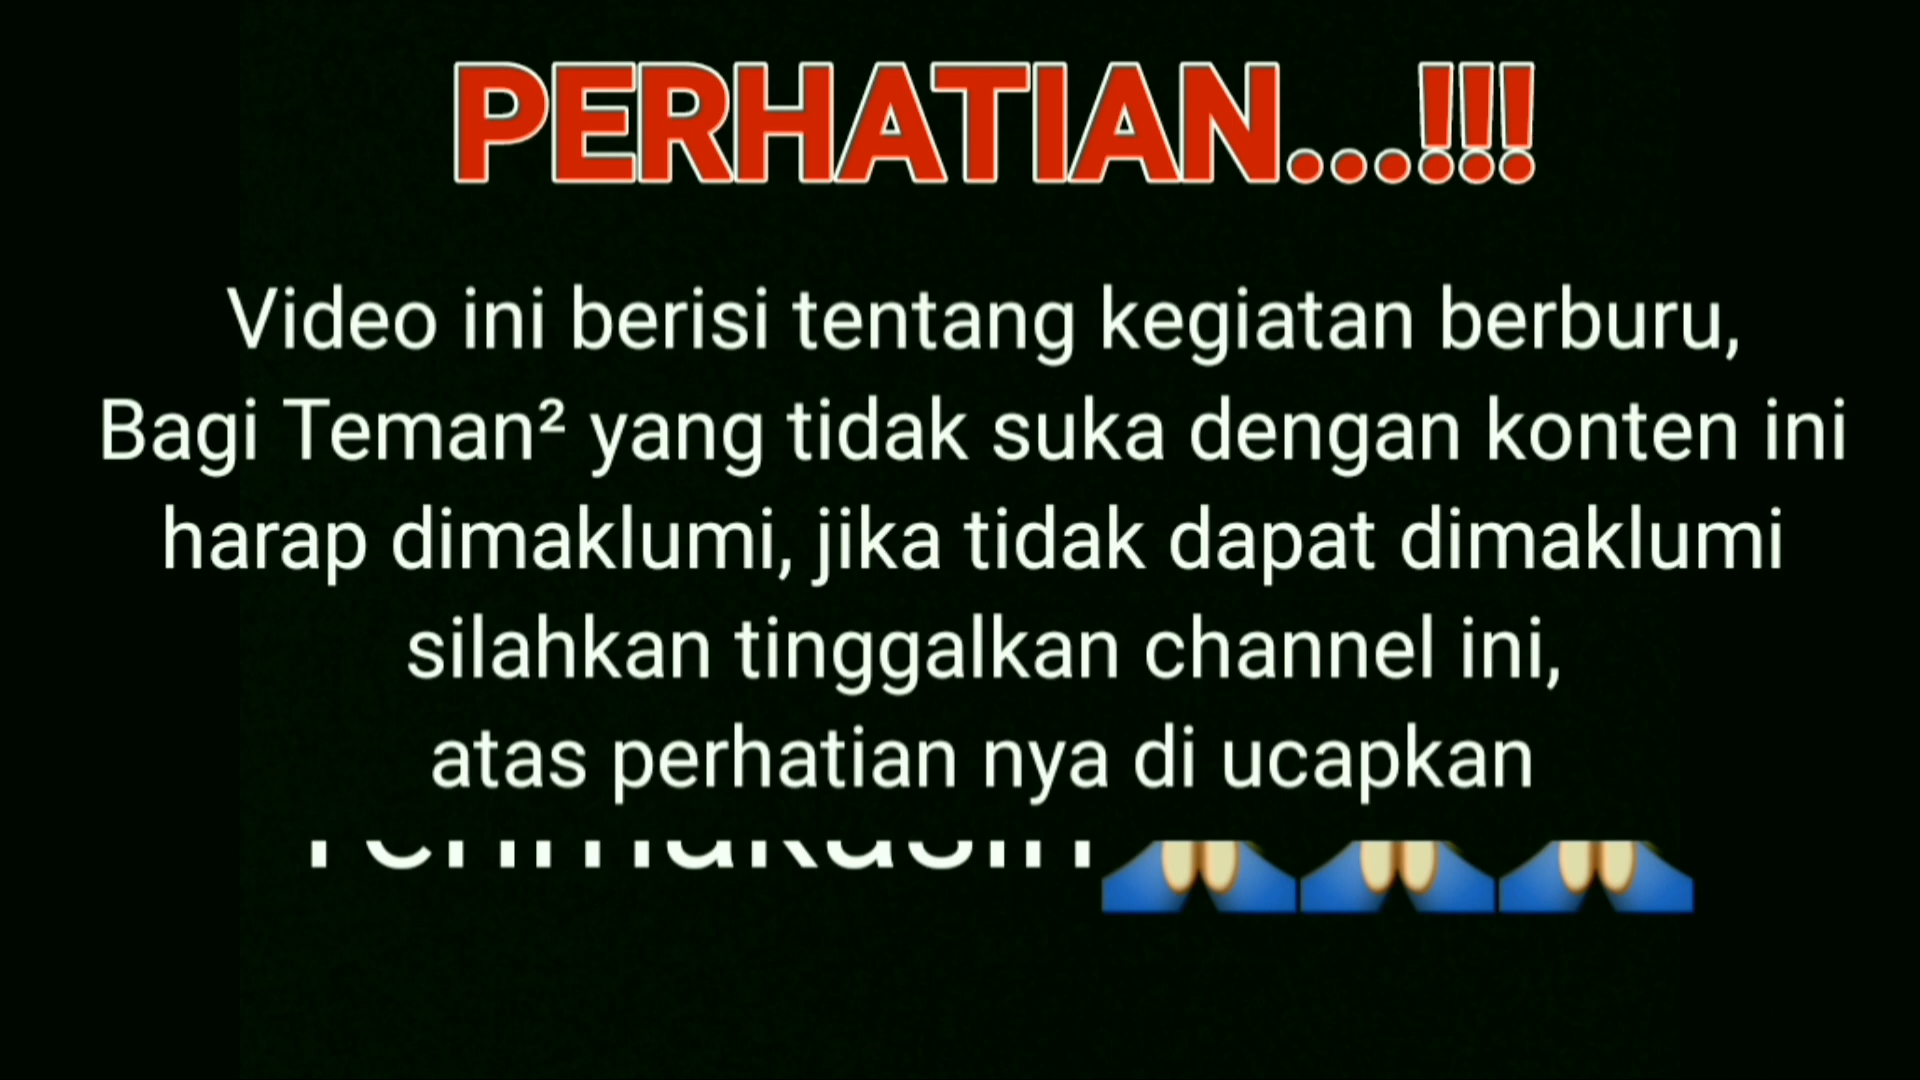 PERHATIAN...!!!
Video ini berisi tentang kegiatan berburu,
Bagi Teman² yang tidak suka dengan konten ini
harap dimaklumi, jika tidak dapat dimaklumi
silahkan tinggalkan channel ini,
atas perhatian nya di ucapkan